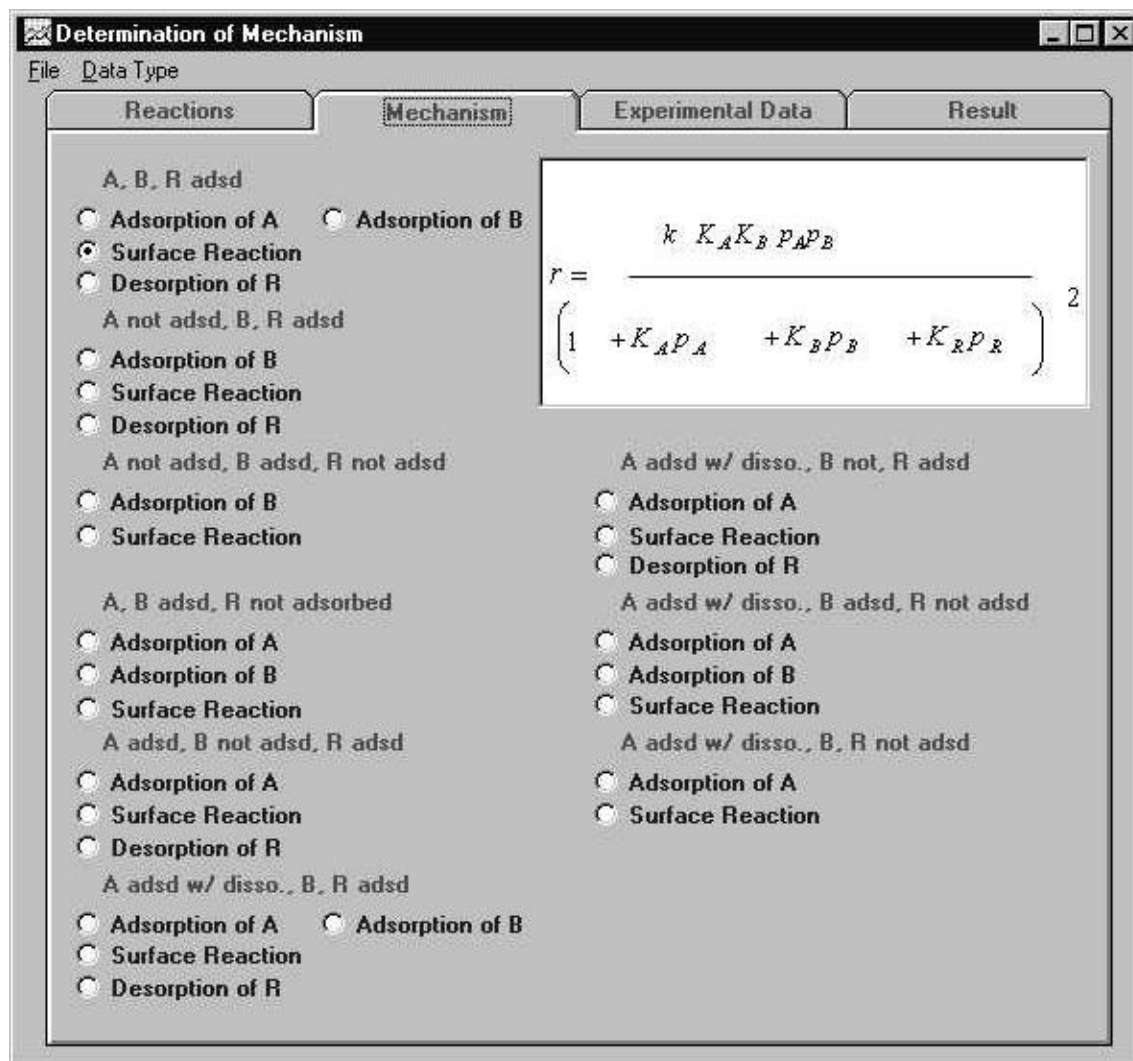 Determination of Mechanism
File Data Type
Reactions Mechanism Experimental Data Result
A, B, R adsd
Adsorption of A Adsorption of B
Surface Reaction
Desorption of R
A not adsd, B, R adsd
Adsorption of B
Surface Reaction
Desorption of R
A not adsd, B adsd, R not adsd
Adsorption of B
Surface Reaction
A, B adsd, R not adsorbed
Adsorption of A
Adsorption of B
Surface Reaction
A adsd, B not adsd, R adsd
Adsorption of A
Surface Reaction
Desorption of R
A adsd w/ disso., B, R adsd
Adsorption of A Adsorption of B
Surface Reaction
Desorption of R
k K_A K_B p_A p_B
r =
(1 +K_A p_A +K_B p_B +K_R p_R) 2
A adsd w/ disso., B not, R adsd
Adsorption of A
Surface Reaction
Desorption of R
A adsd w/ disso., B adsd, R not adsd
Adsorption of A
Adsorption of B
Surface Reaction
A adsd w/ disso., B, R not adsd
Adsorption of A
Surface Reaction